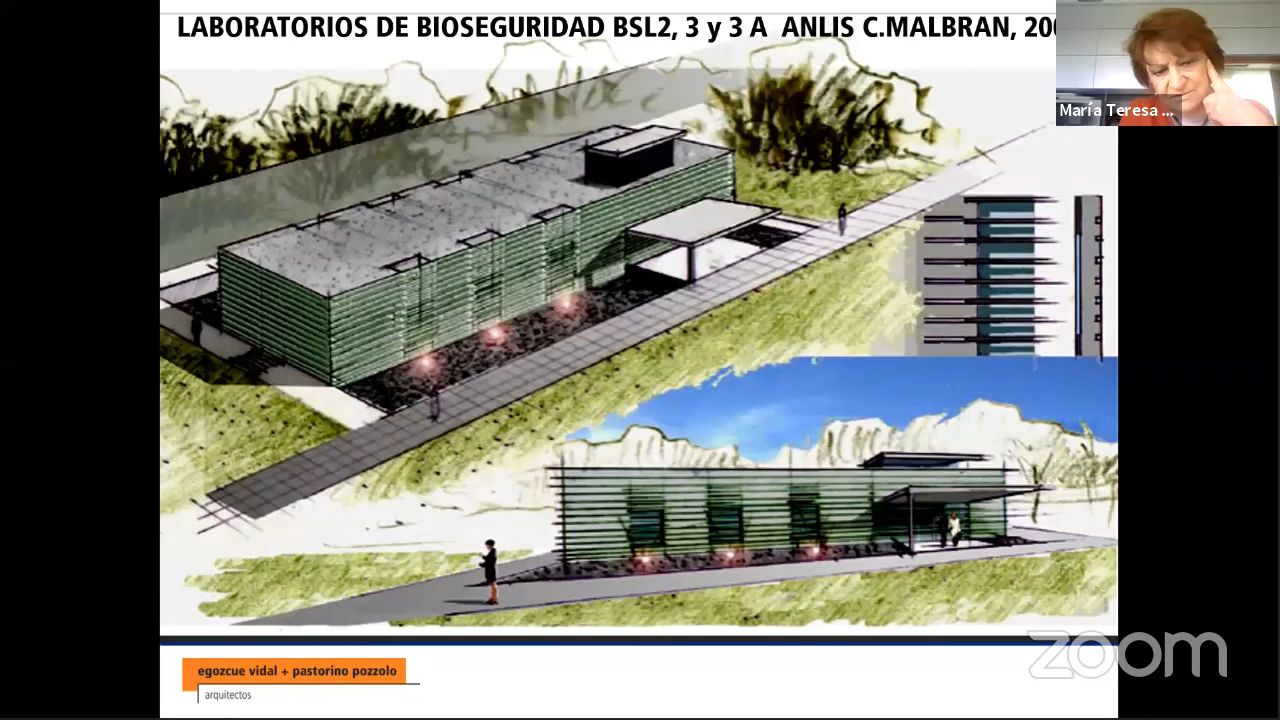 LABORATORIOS DE BIOSEGURIDAD BSL2, 3 y 3 A ANLIS C.MALBRAN,
María Teresa ...
egozcue vidal + pastorino pozzolo
arquitectos
zoom